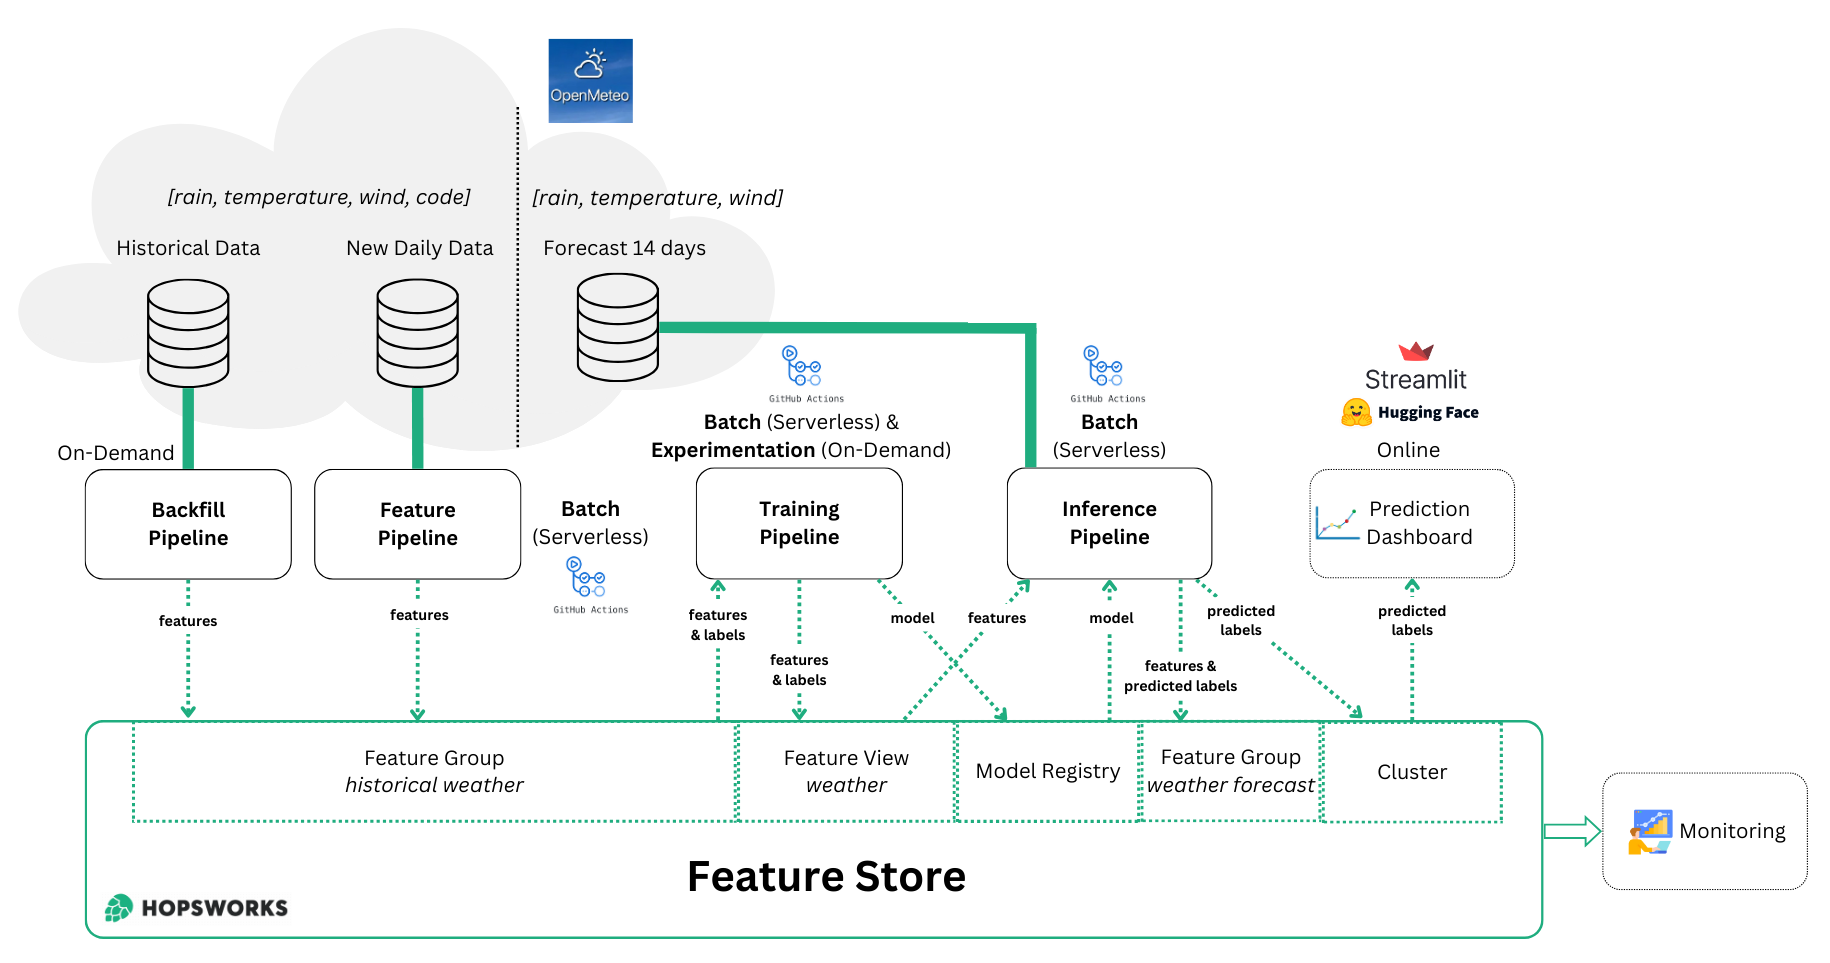 OpenMeteo
[rain, temperature, wind, code]
[rain, temperature, wind]
Historical Data
New Daily Data
Forecast 14 days
GitHub Actions
Batch (Serverless) &
Experimentation (On-Demand)
GitHub Actions
Batch
(Serverless)
Streamlit
Hugging Face
Online
On-Demand
Backfill
Pipeline
Feature
Pipeline
Batch
(Serverless)
GitHub Actions
Training
Pipeline
Inference
Pipeline
Prediction
Dashboard
features
features
features
& labels
features
& labels
model
features
model
features &
predicted labels
predicted
labels
predicted
labels
Feature Group
historical weather
Feature View
weather
Model Registry
Feature Group
weather forecast
Cluster
Monitoring
Feature Store
HOPSWORKS